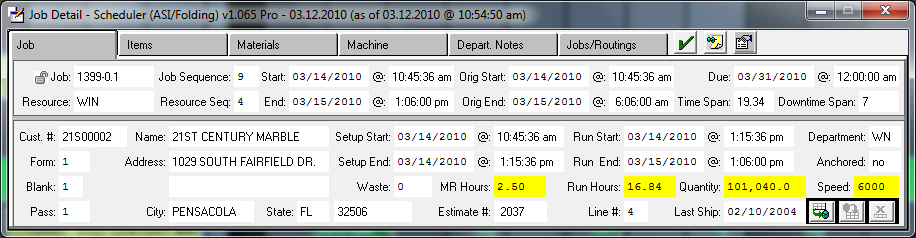 Job Detail - Scheduler (ASI/Folding) v1.065 Pro - 03.12.2010 (as of 03.12.2010 @ 10:54:50 am)
Job Items Materials Machine Depart. Notes Jobs/Routings
Job: 1399-0.1 Job Sequence: 9 Start: 03/14/2010 @: 10:45:36 am Orig Start: 03/14/2010 @: 10:45:36 am Due: 03/31/2010 @: 12:00:00 am
Resource: WIN Resource Seq: 4 End: 03/15/2010 @: 1:06:00 pm Orig End: 03/15/2010 @: 6:06:00 am Time Span: 19.34 Downtime Span: 7
Cust. #: 21S00002 Name: 21ST CENTURY MARBLE Setup Start: 03/14/2010 @: 10:45:36 am Run Start: 03/14/2010 @: 1:15:36 pm Department: WN
Form: 1 Address: 1029 SOUTH FAIRFIELD DR. Setup End: 03/14/2010 @: 1:15:36 pm Run End: 03/15/2010 @: 1:06:00 pm Anchored: no
Blank: 1 Waste: 0 MR Hours: 2.50 Run Hours: 16.84 Quantity: 101,040.0 Speed: 6000
Pass: 1 City: PENSACOLA State: FL 32506 Estimate #: 2037 Line #: 4 Last Ship: 02/10/2004